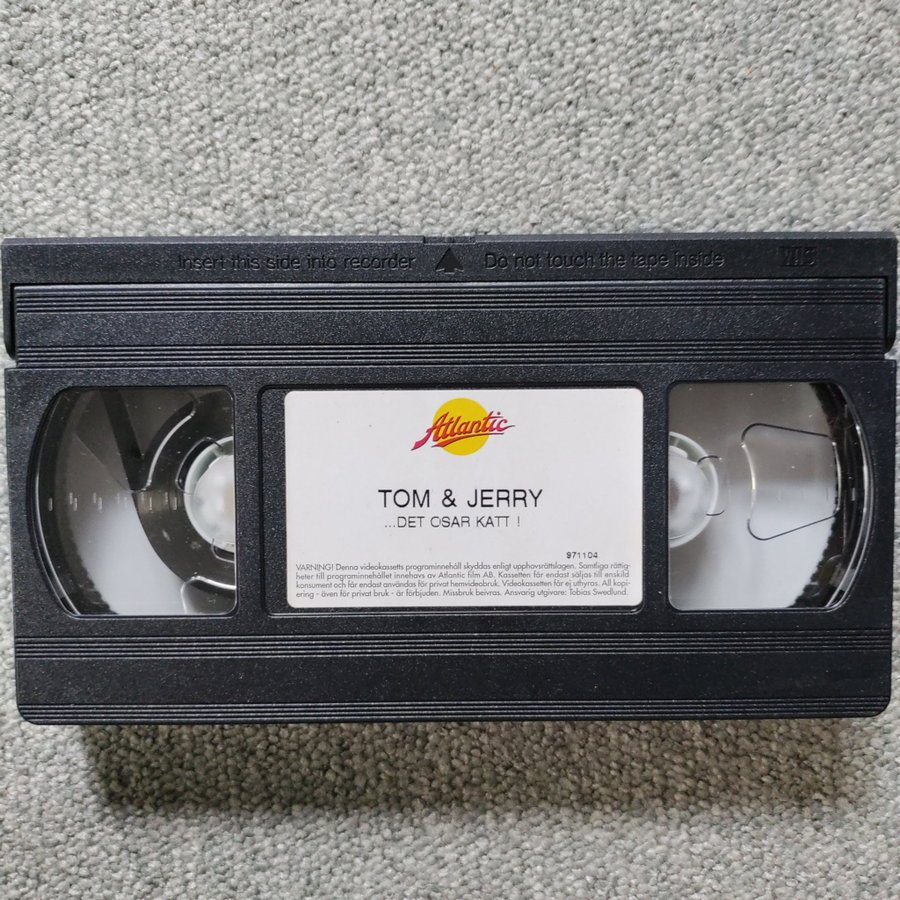 Insert this side into recorder Do not touch the tape inside VHS
Atlantic
TOM & JERRY
...DET OSAR KATT !
971104
VARNING! Denna videokassetts programinnehåll skyddas enligt upphovsrättslagen. Samtliga rättig-
heter till programinnehållet innehavs av Atlantic film AB. Kassetten får endast säljas till enskild
konsument och får endast användas för privat hemvideobruk. Videokassetten får ej uthyras. All kopi-
ering - även för privat bruk - är förbjuden. Missbruk beivras. Ansvarig utgivare: Tobias Swedlund.